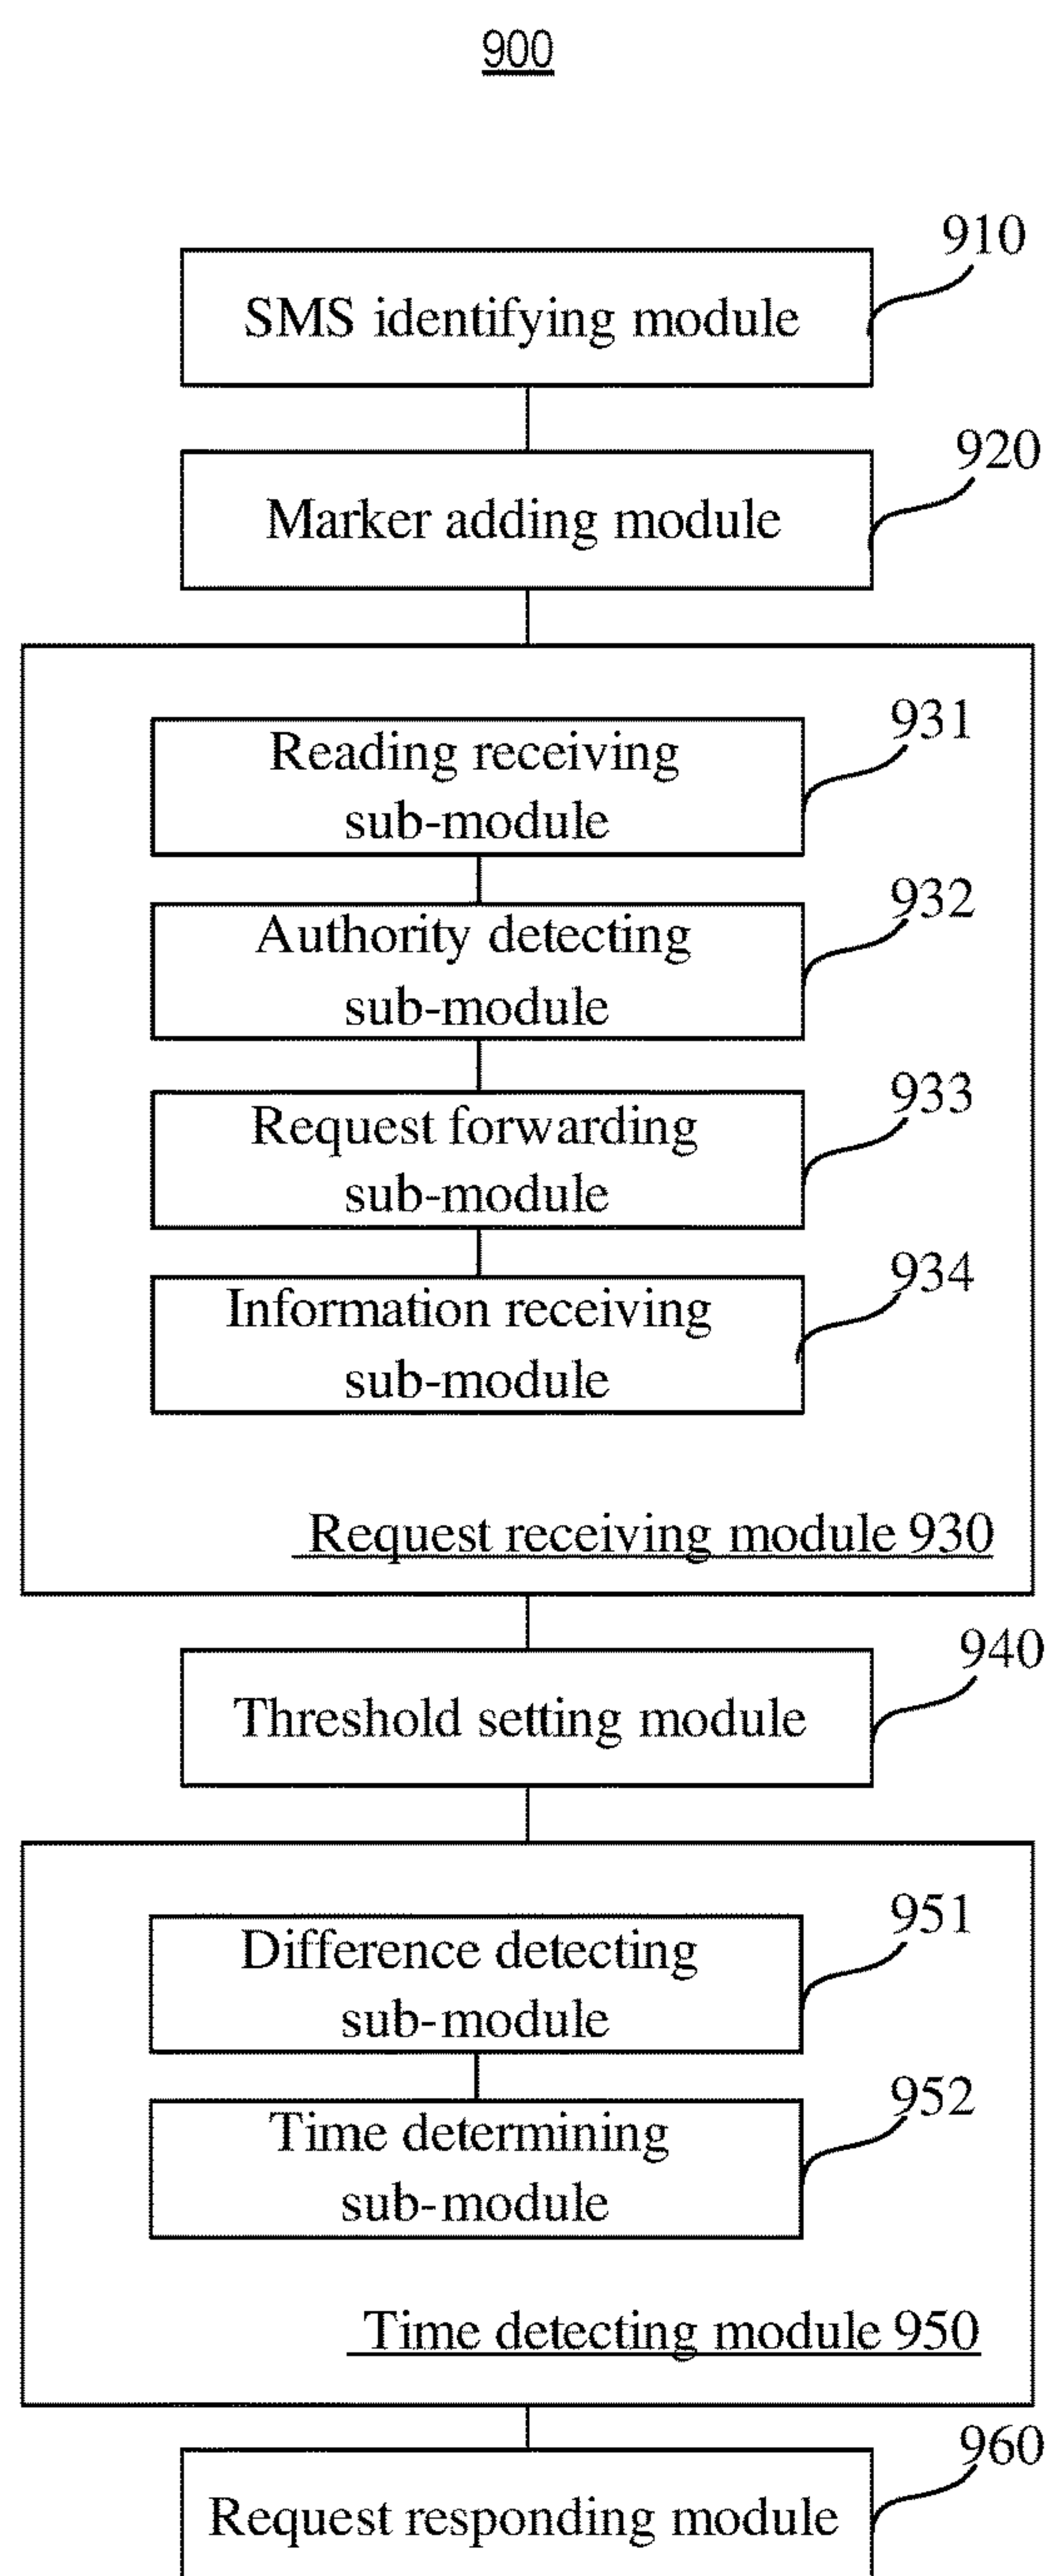 900
910
SMS identifying module
920
Marker adding module
931
Reading receiving
sub-module
932
Authority detecting
sub-module
933
Request forwarding
sub-module
934
Information receiving
sub-module
Request receiving module 930
940
Threshold setting module
951
Difference detecting
sub-module
952
Time determining
sub-module
Time detecting module 950
960
Request responding module